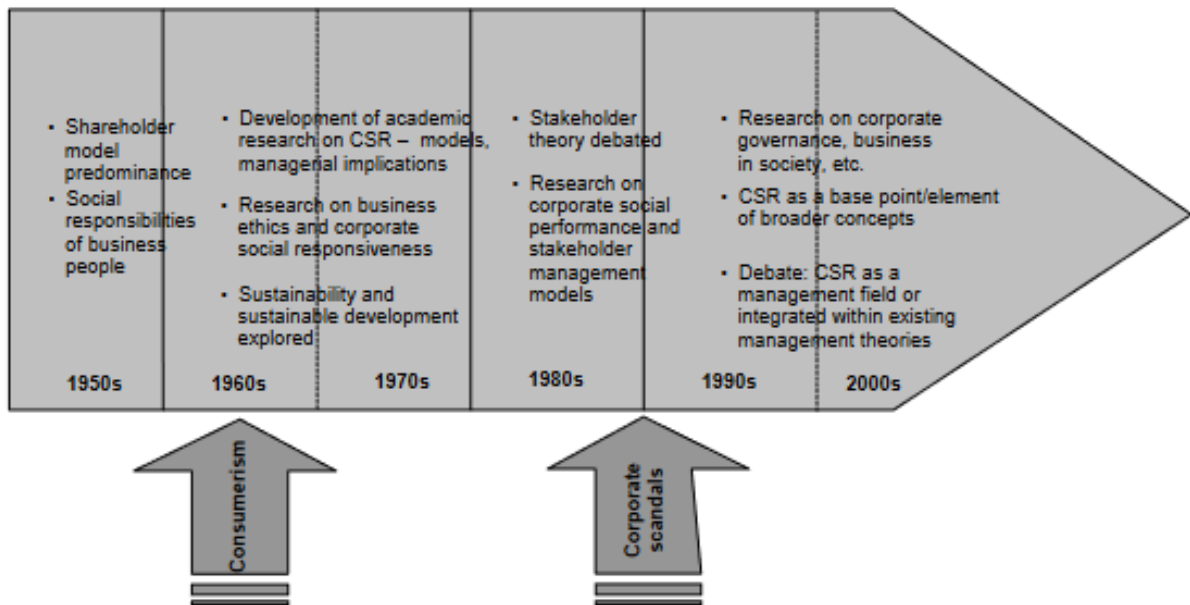 ▪ Shareholder
model
predominance
▪ Social
responsibilities
of business
people
▪ Development of academic
research on CSR – models,
managerial implications
▪ Research on business
ethics and corporate
social responsiveness
▪ Sustainability and
sustainable development
explored
▪ Stakeholder
theory debated
▪ Research on
corporate social
performance and
stakeholder
management
models
▪ Research on corporate
governance, business
in society, etc.
▪ CSR as a base point/element
of broader concepts
▪ Debate: CSR as a
management field or
integrated within existing
management theories
1950s
1960s
1970s
1980s
1990s
2000s
Consumerism
Corporate
scandals